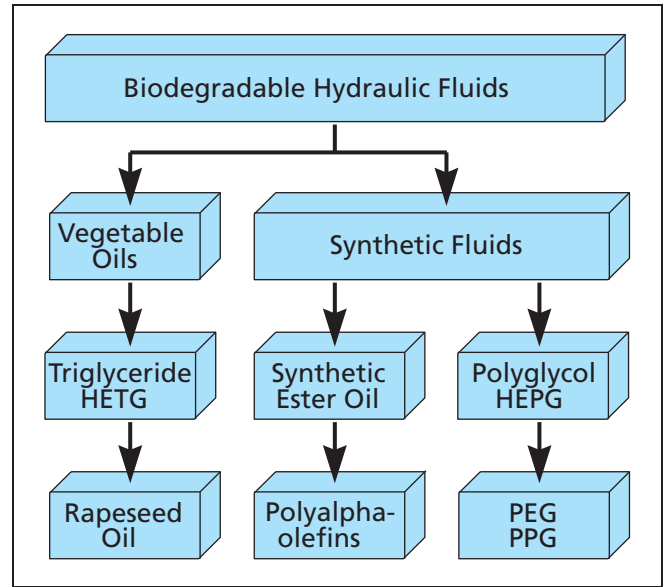 Biodegradable Hydraulic Fluids
Vegetable
Oils
Synthetic Fluids
Triglyceride
HETG
Synthetic
Ester Oil
Polyglycol
HEPG
Rapeseed
Oil
Polyalpha-
olefins
PEG
PPG